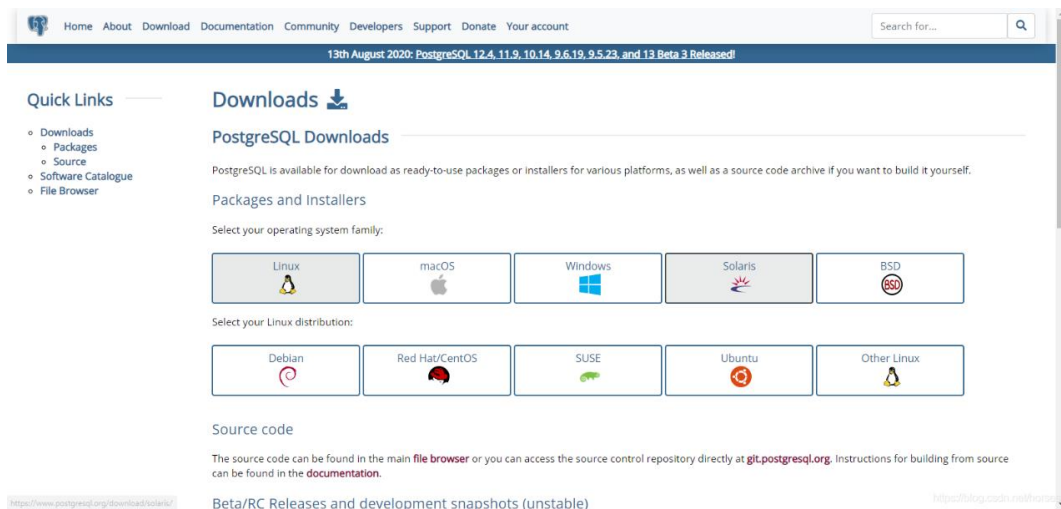 Home About Download Documentation Community Developers Support Donate Your account
Search for...
13th August 2020: PostgreSQL 12.4, 11.9, 10.14, 9.6.19, 9.5.23, and 13 Beta 3 Released!
Quick Links
Downloads
Packages
Source
Software Catalogue
File Browser
Downloads
PostgreSQL Downloads
PostgreSQL is available for download as ready-to-use packages or installers for various platforms, as well as a source code archive if you want to build it yourself.
Packages and Installers
Select your operating system family:
Linux
macOS
Windows
Solaris
BSD
BSD
Select your Linux distribution:
Debian
Red Hat/CentOS
SUSE
Ubuntu
Other Linux
Source code
The source code can be found in the main file browser or you can access the source control repository directly at git.postgresql.org. Instructions for building from source
can be found in the documentation.
Beta/RC Releases and development snapshots (unstable)
https://www.postgresql.org/download/solaris/